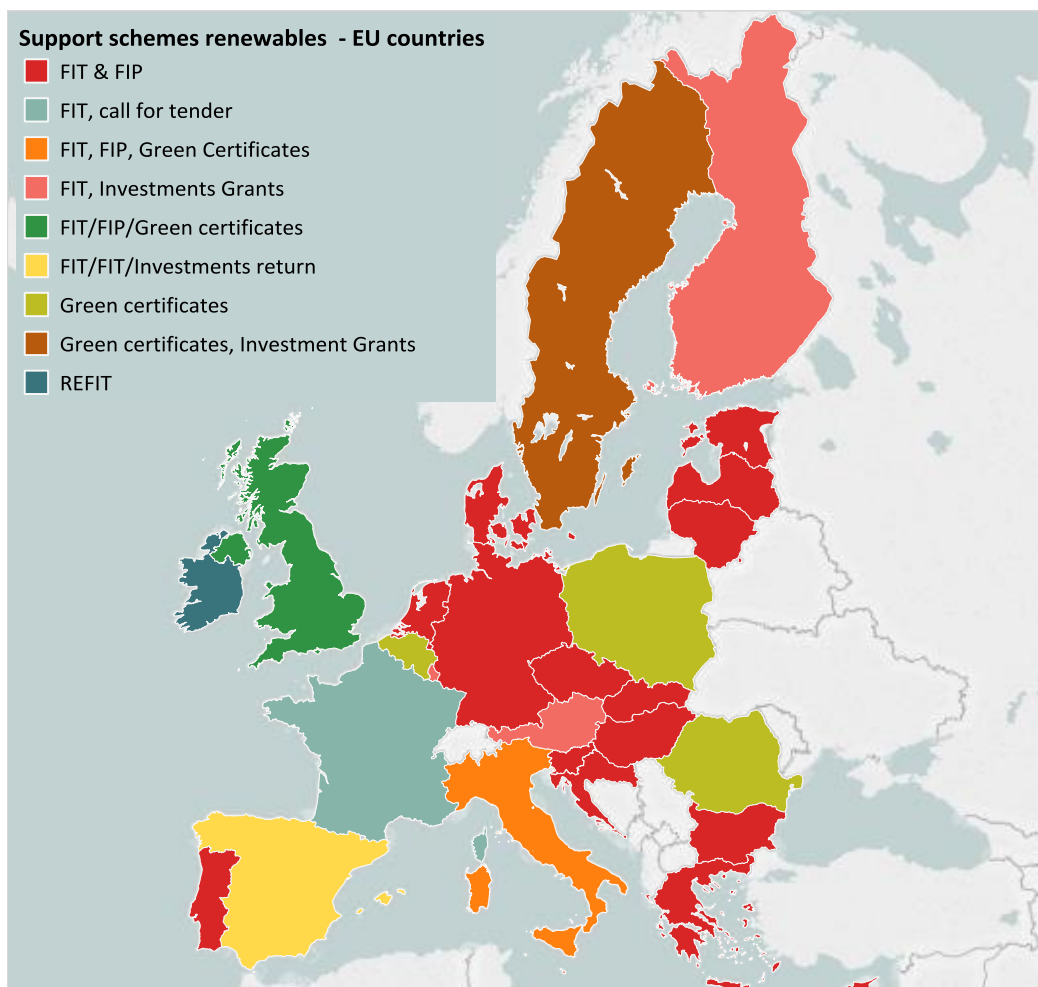 Support schemes renewables - EU countries
FIT & FIP
FIT, call for tender
FIT, FIP, Green Certificates
FIT, Investments Grants
FIT/FIP/Green certificates
FIT/FIT/Investments return
Green certificates
Green certificates, Investment Grants
REFIT